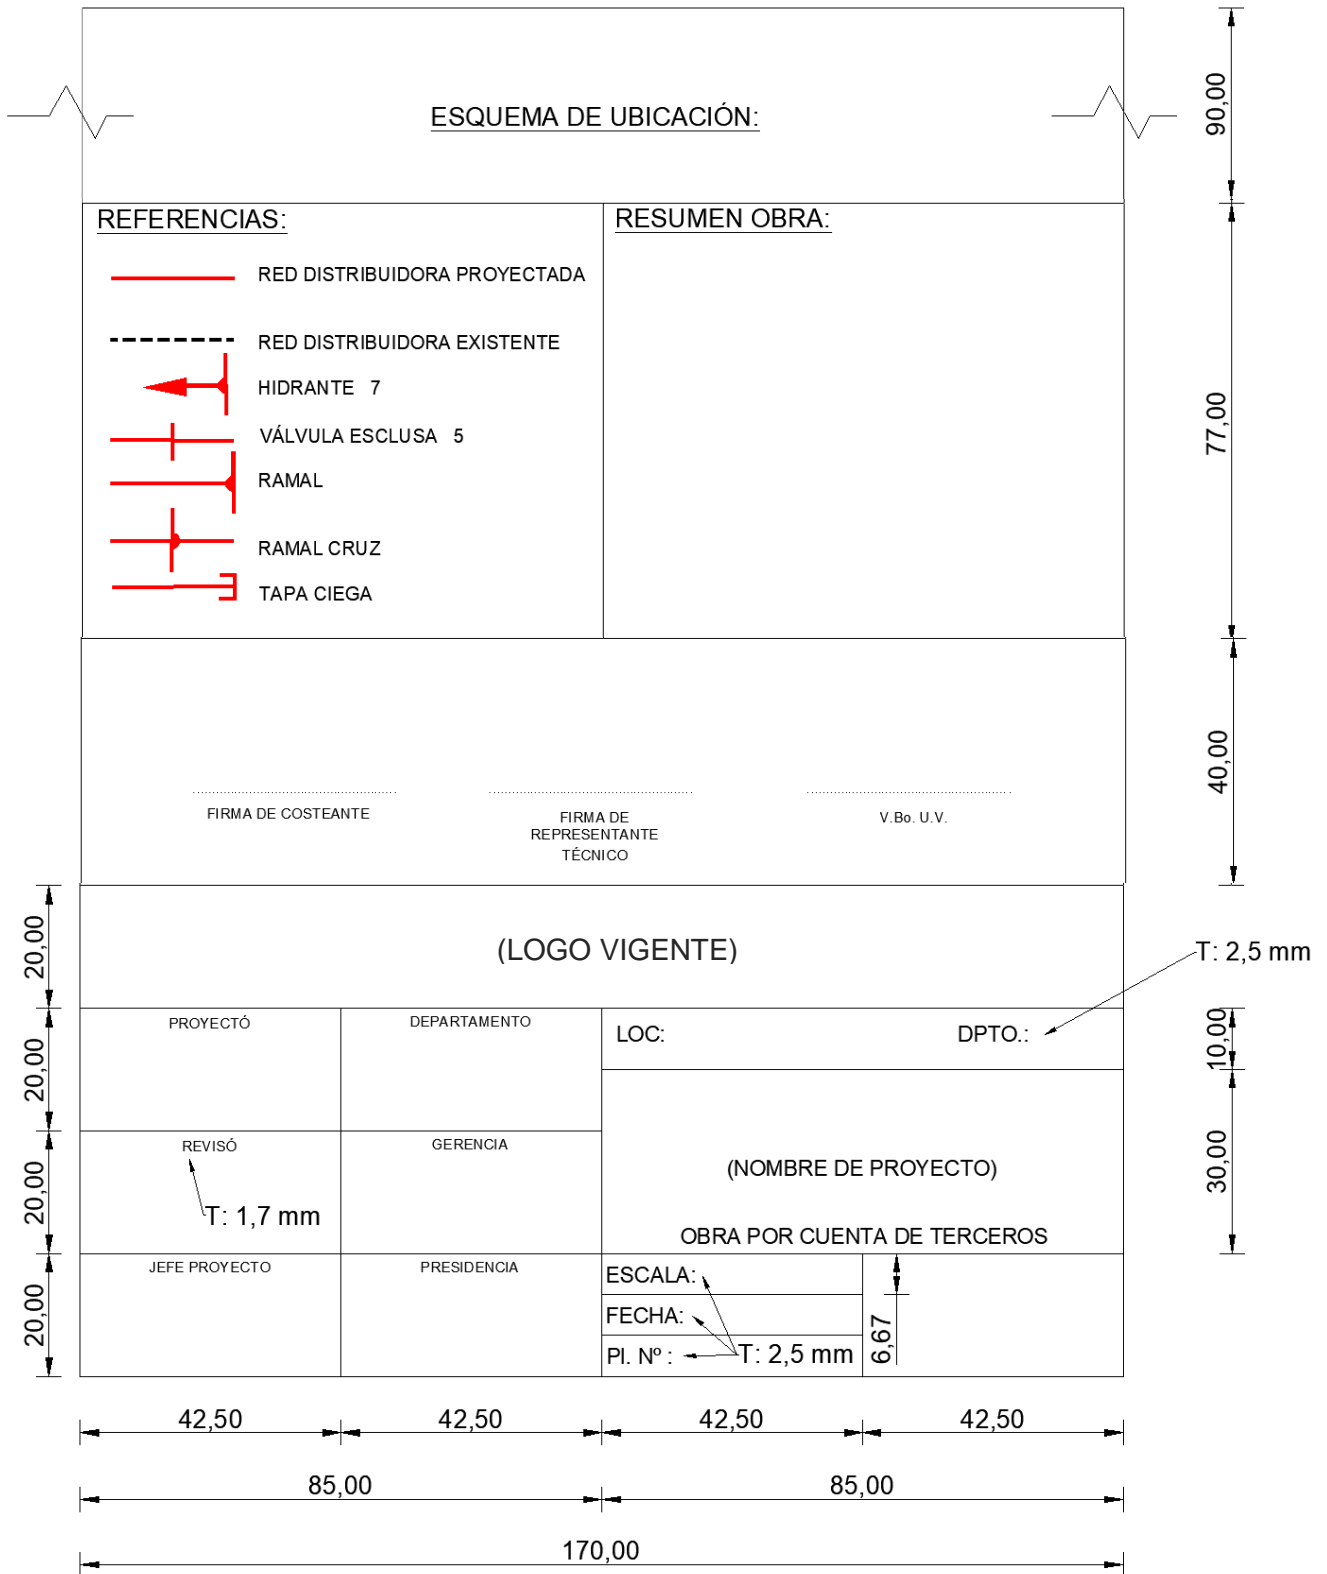 ESQUEMA DE UBICACIÓN:
90,00
REFERENCIAS:
RESUMEN OBRA:
RED DISTRIBUIDORA PROYECTADA
RED DISTRIBUIDORA EXISTENTE
HIDRANTE 7
VÁLVULA ESCLUSA 5
RAMAL
RAMAL CRUZ
TAPA CIEGA
77,00
FIRMA DE COSTEANTE
FIRMA DE
REPRESENTANTE
TÉCNICO
V.Bo. U.V.
40,00
(LOGO VIGENTE)
20,00
T: 2,5 mm
PROYECTÓ
DEPARTAMENTO
LOC:
DPTO.:
20,00
10,00
REVISÓ
T: 1,7 mm
GERENCIA
(NOMBRE DE PROYECTO)
OBRA POR CUENTA DE TERCEROS
20,00
30,00
JEFE PROYECTO
PRESIDENCIA
ESCALA:
FECHA:
Pl. Nº :
T: 2,5 mm
6,67
20,00
42,50
42,50
42,50
42,50
85,00
85,00
170,00